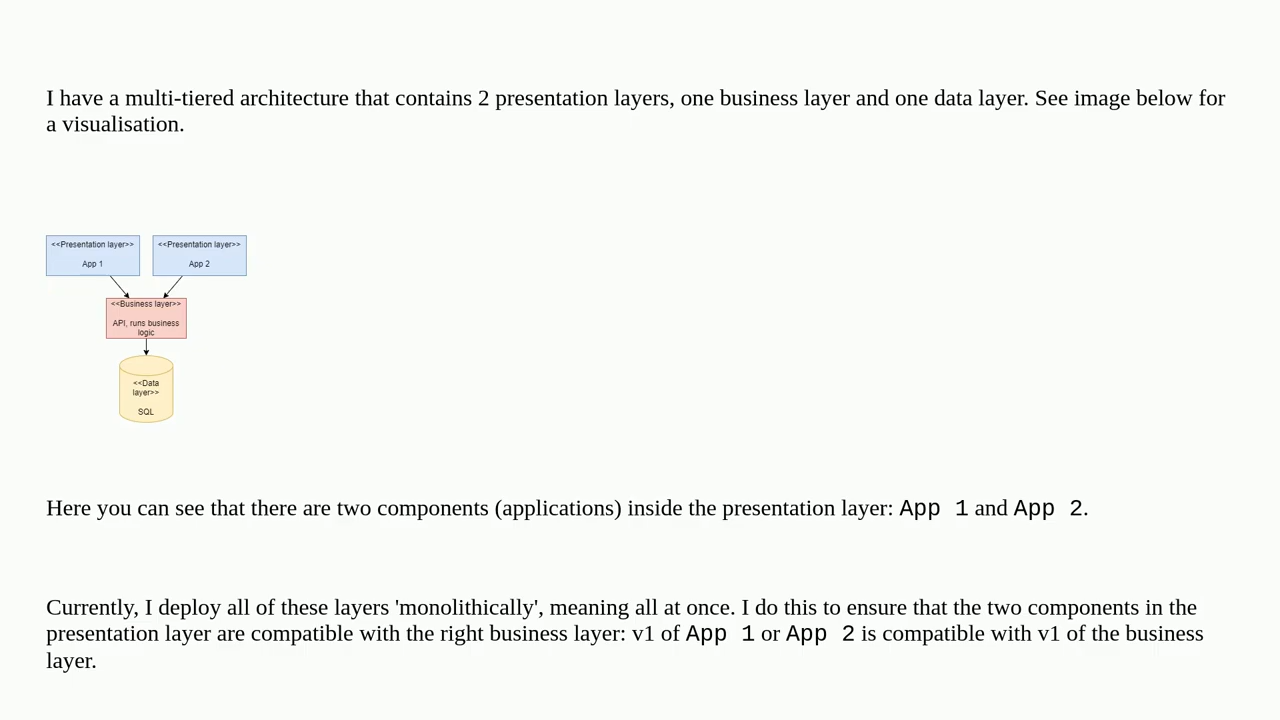 I have a multi-tiered architecture that contains 2 presentation layers, one business layer and one data layer. See image below for
a visualisation.
<<Presentation layer>>
App 1
<<Presentation layer>>
App 2
<<Business layer>>
API, runs business
logic
<<Data
layer>>
SQL
Here you can see that there are two components (applications) inside the presentation layer: App 1 and App 2.
Currently, I deploy all of these layers 'monolithically', meaning all at once. I do this to ensure that the two components in the
presentation layer are compatible with the right business layer: v1 of App 1 or App 2 is compatible with v1 of the business
layer.